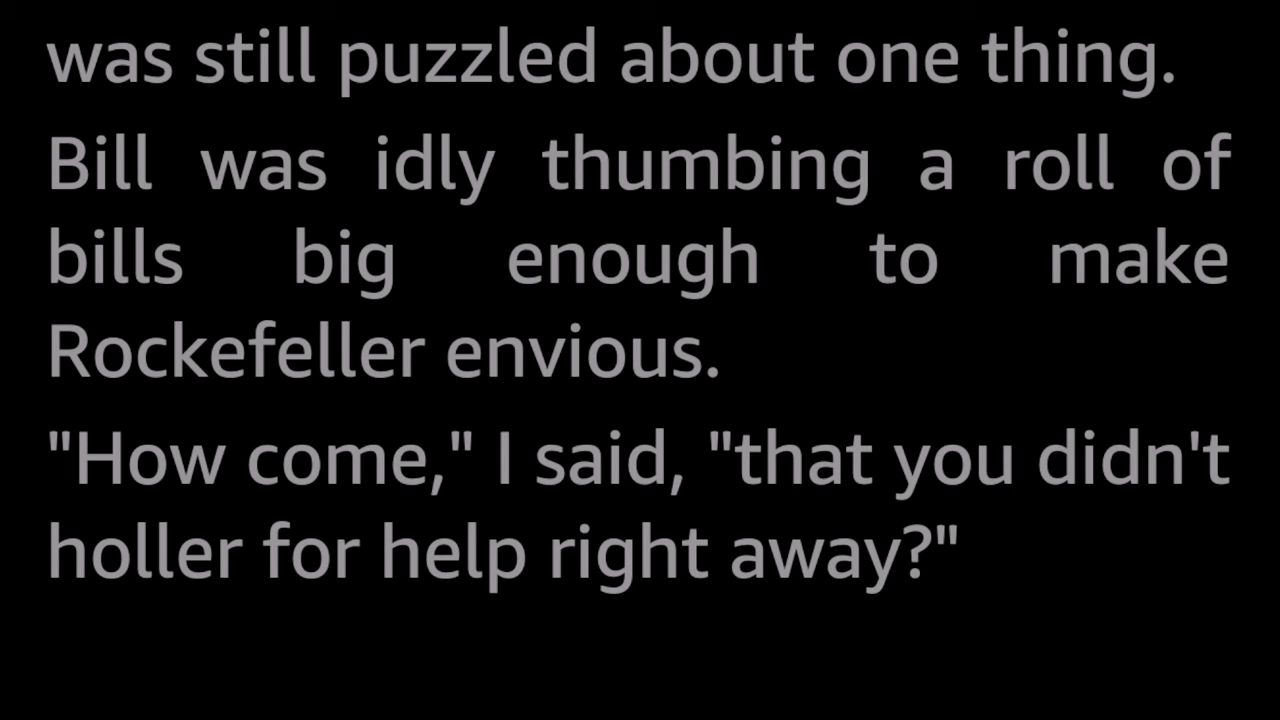 was still puzzled about one thing.
Bill was idly thumbing a roll of
bills big enough to make
Rockefeller envious.
"How come," I said, "that you didn't
holler for help right away?"